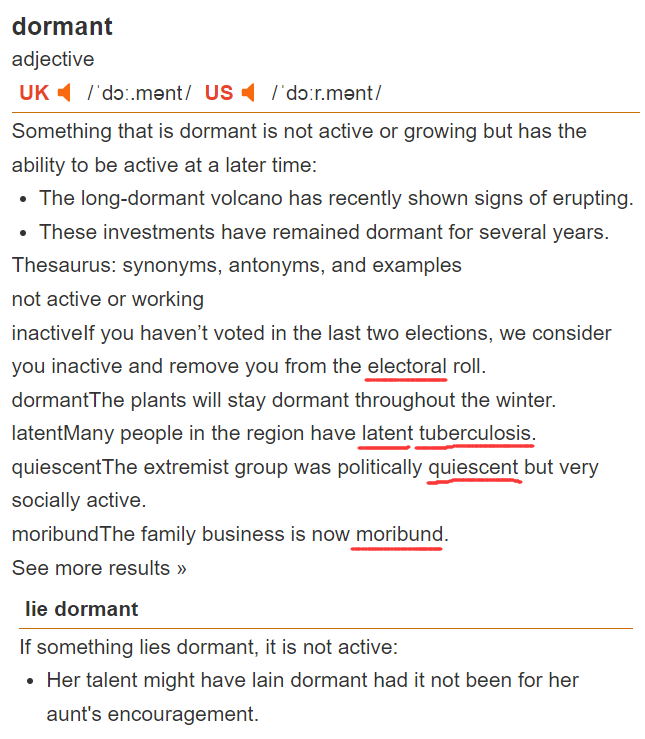 dormant
adjective
UK /ˈdɔː.mənt/ US /ˈdɔːr.mənt/
Something that is dormant is not active or growing but has the
ability to be active at a later time:
• The long-dormant volcano has recently shown signs of erupting.
• These investments have remained dormant for several years.
Thesaurus: synonyms, antonyms, and examples
not active or working
inactiveIf you haven’t voted in the last two elections, we consider
you inactive and remove you from the electoral roll.
dormantThe plants will stay dormant throughout the winter.
latentMany people in the region have latent tuberculosis.
quiescentThe extremist group was politically quiescent but very
socially active.
moribundThe family business is now moribund.
See more results »
lie dormant
If something lies dormant, it is not active:
• Her talent might have lain dormant had it not been for her
aunt's encouragement.